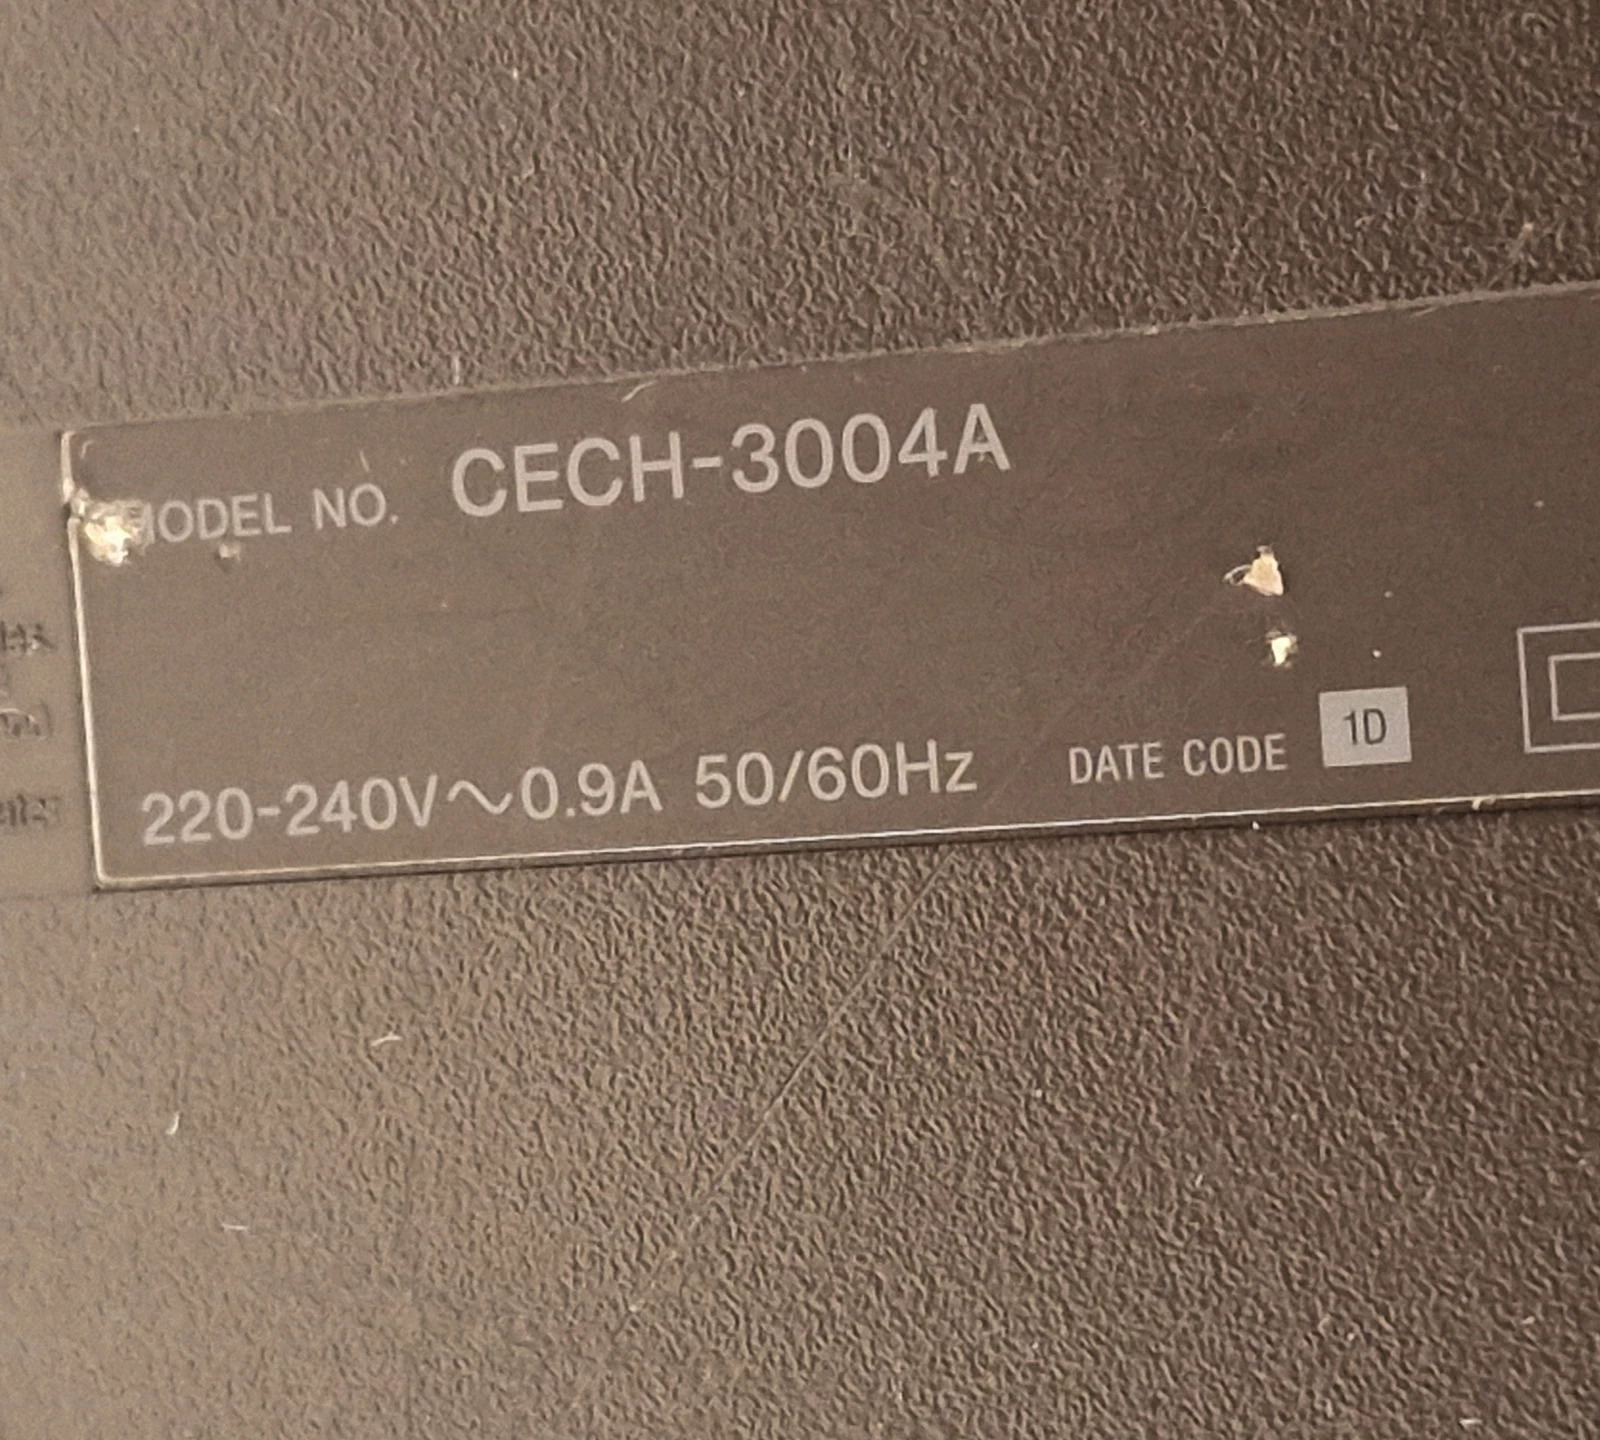 MODEL NO. CECH-3004A
220-240V~0.9A 50/60Hz DATE CODE 1D